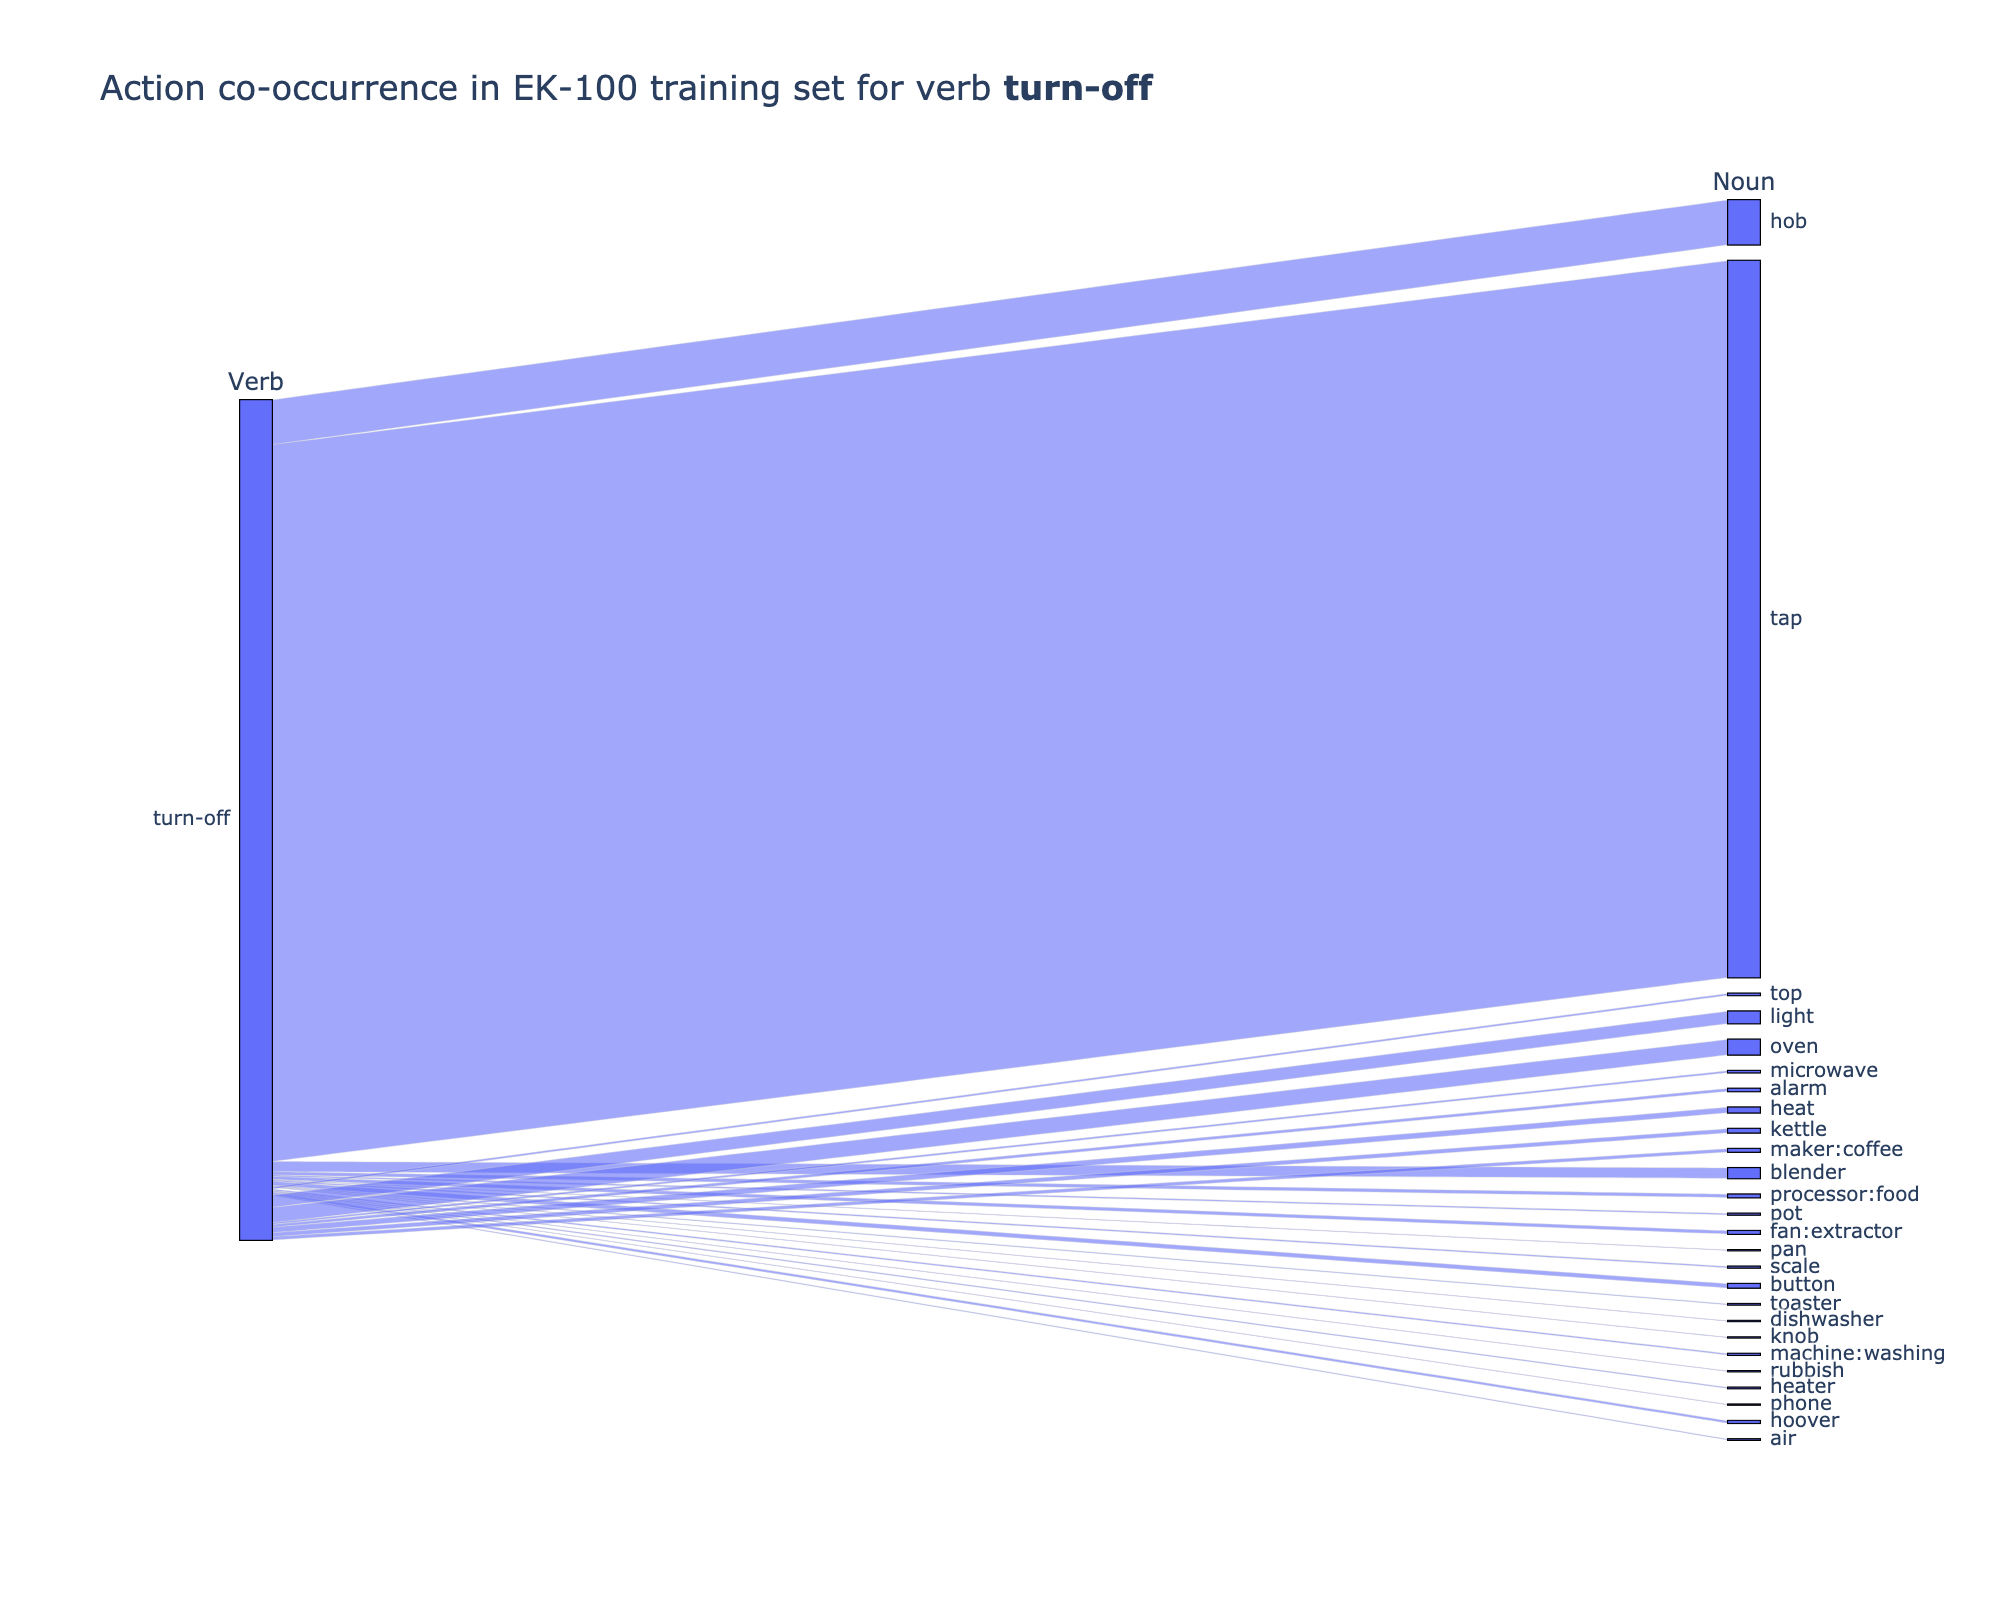 Action co-occurrence in EK-100 training set for verb turn-off
Noun
hob
Verb
tap
turn-off
top
light
oven
microwave
alarm
heat
kettle
maker:coffee
blender
processor:food
pot
fan:extractor
pan
scale
button
toaster
dishwasher
knob
machine:washing
rubbish
heater
phone
hoover
air